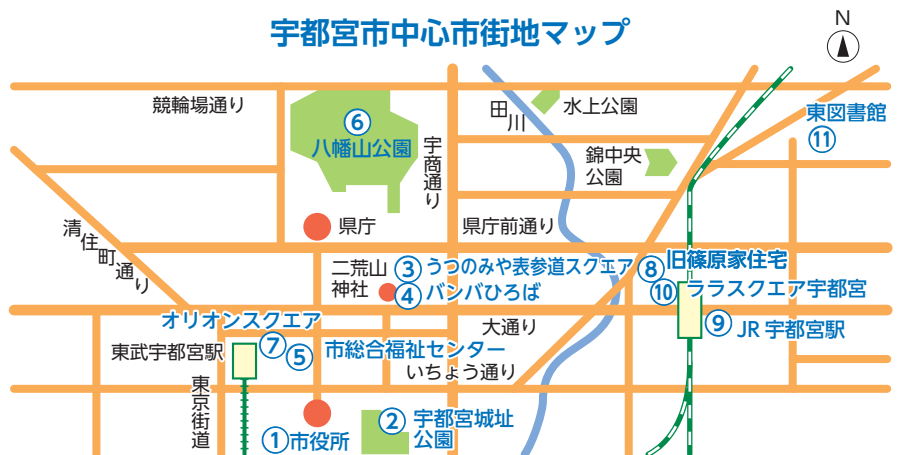 宇都宮市中心市街地マップ
N
競輪場通り
⑥
八幡山公園
宇商通り
田川
水上公園
東図書館
⑪
錦中央
公園
清住町通り
県庁
県庁前通り
二荒山
神社
③うつのみや表参道スクエア
④バンバひろば
⑧旧篠原家住宅
⑩ララスクエア宇都宮
⑨JR宇都宮駅
オリオンスクエア
⑦
大通り
東武宇都宮駅
⑤市総合福祉センター
いちょう通り
東京街道
①市役所
②宇都宮城址
公園